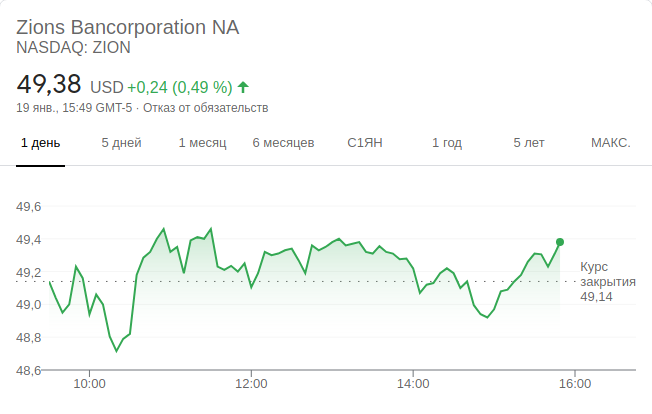 Zions Bancorporation NA
NASDAQ: ZION
49,38 USD +0,24 (0,49 %)
19 янв., 15:49 GMT-5 · Отказ от обязательств
1 день 5 дней 1 месяц 6 месяцев С1ЯН 1 год 5 лет МАКС.
49,6
49,4
49,2
49,0
48,8
48,6
Курс
закрытия
49,14
10:00 12:00 14:00 16:00